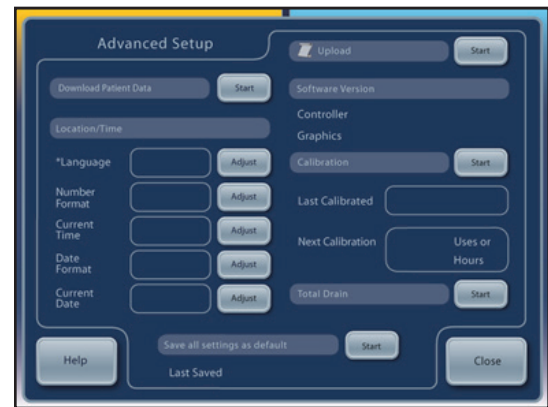 Advanced Setup
Download Patient Data Start
Location/Time
*Language Adjust
Number
Format Adjust
Current
Time Adjust
Date
Format Adjust
Current
Date Adjust
Upload Start
Software Version
Controller
Graphics
Calibration Start
Last Calibrated
Next Calibration Uses or
Hours
Total Drain Start
Save all settings as default Start
Last Saved
Help
Close